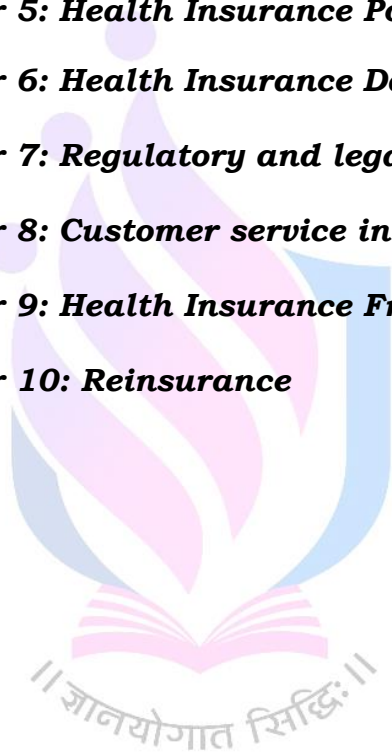 r 5: Health Insurance Po
r 6: Health Insurance Da
r 7: Regulatory and lega
r 8: Customer service in
r 9: Health Insurance Fr
r 10: Reinsurance
|| ज्ञानयोगात सिद्धि: ||